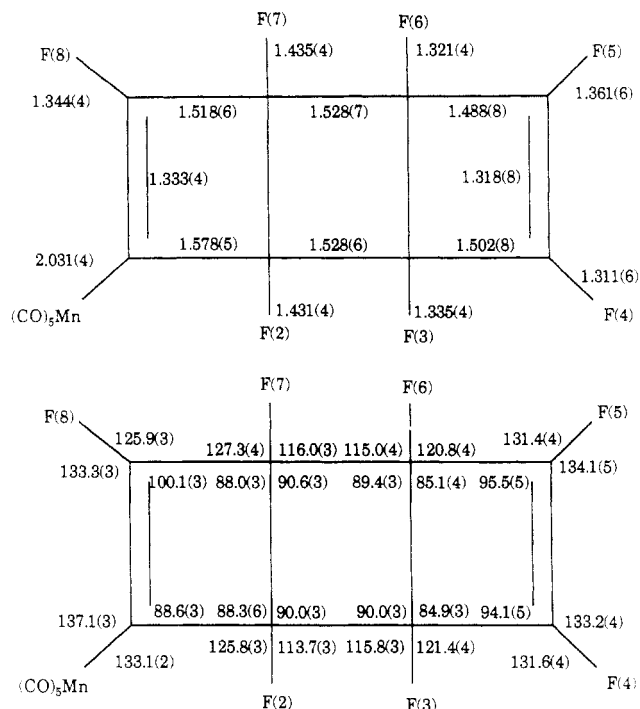 F(7) F(6)
F(8) 1.435(4) 1.321(4) F(5)
1.344(4) 1.518(6) 1.528(7) 1.488(8) 1.361(6)
1.333(4) 1.318(8)
2.031(4) 1.578(5) 1.528(6) 1.502(8)
1.431(4) 1.335(4) 1.311(6)
(CO)₅Mn F(2) F(3) F(4)
F(7) F(6)
F(8) F(5)
125.9(3) 127.3(4) 116.0(3) 115.0(4) 120.8(4) 131.4(4)
133.3(3) 100.1(3) 88.0(3) 90.6(3) 89.4(3) 85.1(4) 95.5(5) 134.1(5)
137.1(3) 88.6(3) 88.3(6) 90.0(3) 90.0(3) 84.9(3) 94.1(5) 133.2(4)
133.1(2) 125.8(3) 113.7(3) 115.8(3) 121.4(4) 131.6(4)
(CO)₅Mn F(2) F(3) F(4)